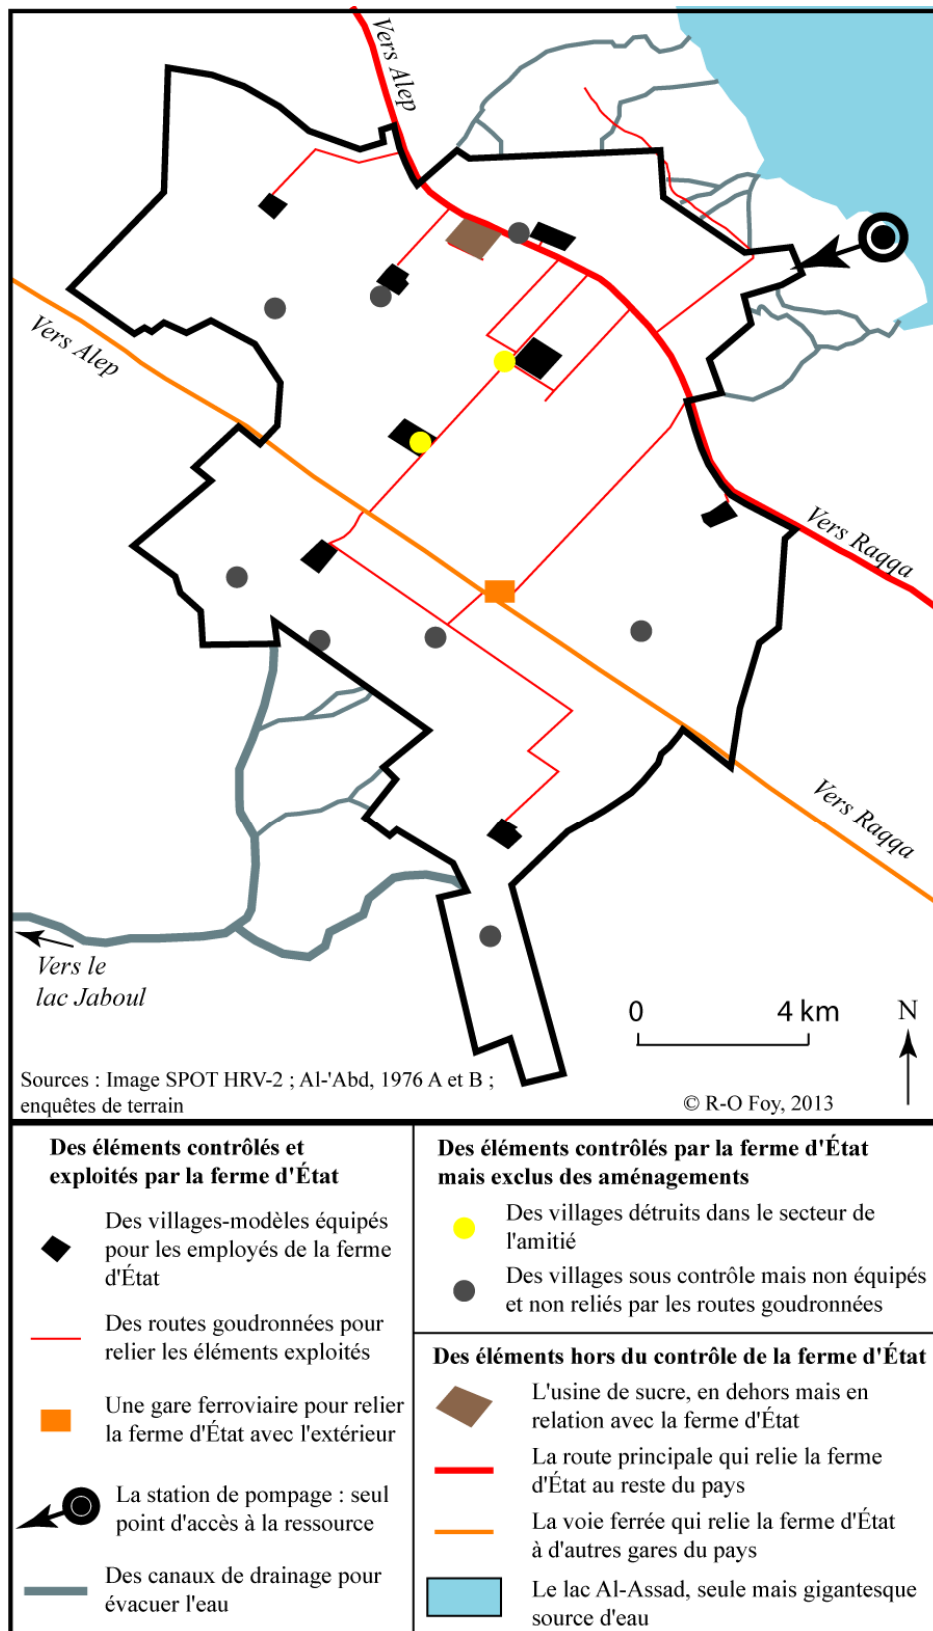 Vers Alep
Vers Alep
Vers Raqqa
Vers Raqqa
Vers le
lac Jaboul
0 4 km
N
Sources : Image SPOT HRV-2 ; Al-'Abd, 1976 A et B ;
enquêtes de terrain
© R-O Foy, 2013
Des éléments contrôlés et
exploités par la ferme d'État
Des villages-modèles équipés
pour les employés de la ferme
d'État
Des routes goudronnées pour
relier les éléments exploités
Une gare ferroviaire pour relier
la ferme d'État avec l'extérieur
La station de pompage : seul
point d'accès à la ressource
Des canaux de drainage pour
évacuer l'eau
Des éléments contrôlés par la ferme d'État
mais exclus des aménagements
Des villages détruits dans le secteur de
l'amitié
Des villages sous contrôle mais non équipés
et non reliés par les routes goudronnées
Des éléments hors du contrôle de la ferme d'État
L'usine de sucre, en dehors mais en
relation avec la ferme d'État
La route principale qui relie la ferme
d'État au reste du pays
La voie ferrée qui relie la ferme d'État
à d'autres gares du pays
Le lac Al-Assad, seule mais gigantesque
source d'eau